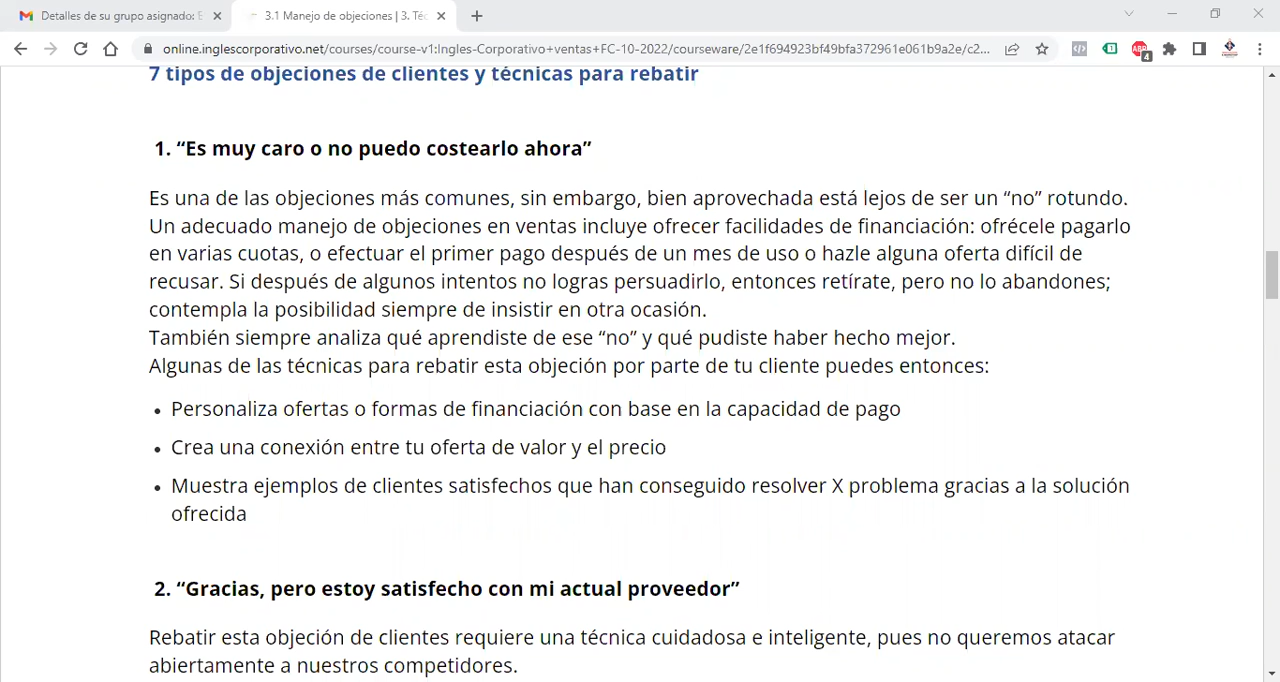 Detalles de su grupo asignado: E
3.1 Manejo de objeciones | 3. Téc
online.inglescorporativo.net/courses/course-v1:Ingles-Corporativo+ventas+FC-10-2022/courseware/2e1f694923bf49bfa372961e061b9a2e/c2...
ABP
4
7 tipos de objeciones de clientes y técnicas para rebatir
1. “Es muy caro o no puedo costearlo ahora”
Es una de las objeciones más comunes, sin embargo, bien aprovechada está lejos de ser un “no” rotundo.
Un adecuado manejo de objeciones en ventas incluye ofrecer facilidades de financiación: ofrécele pagarlo
en varias cuotas, o efectuar el primer pago después de un mes de uso o hazle alguna oferta difícil de
recusar. Si después de algunos intentos no logras persuadirlo, entonces retírate, pero no lo abandones;
contempla la posibilidad siempre de insistir en otra ocasión.
También siempre analiza qué aprendiste de ese “no” y qué pudiste haber hecho mejor.
Algunas de las técnicas para rebatir esta objeción por parte de tu cliente puedes entonces:
• Personaliza ofertas o formas de financiación con base en la capacidad de pago
• Crea una conexión entre tu oferta de valor y el precio
• Muestra ejemplos de clientes satisfechos que han conseguido resolver X problema gracias a la solución
ofrecida
2. “Gracias, pero estoy satisfecho con mi actual proveedor”
Rebatir esta objeción de clientes requiere una técnica cuidadosa e inteligente, pues no queremos atacar
abiertamente a nuestros competidores.